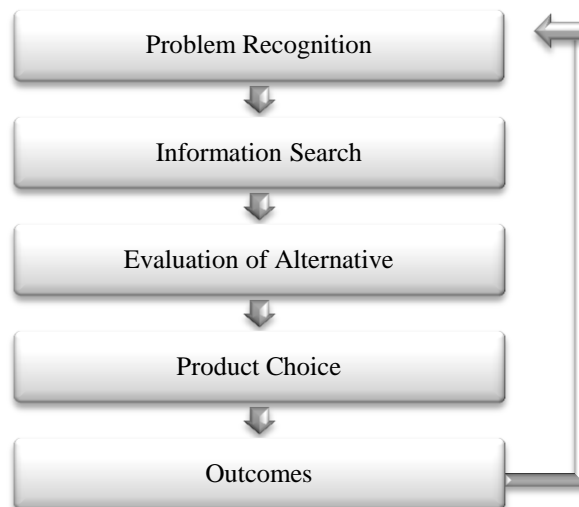 Problem Recognition
Information Search
Evaluation of Alternative
Product Choice
Outcomes